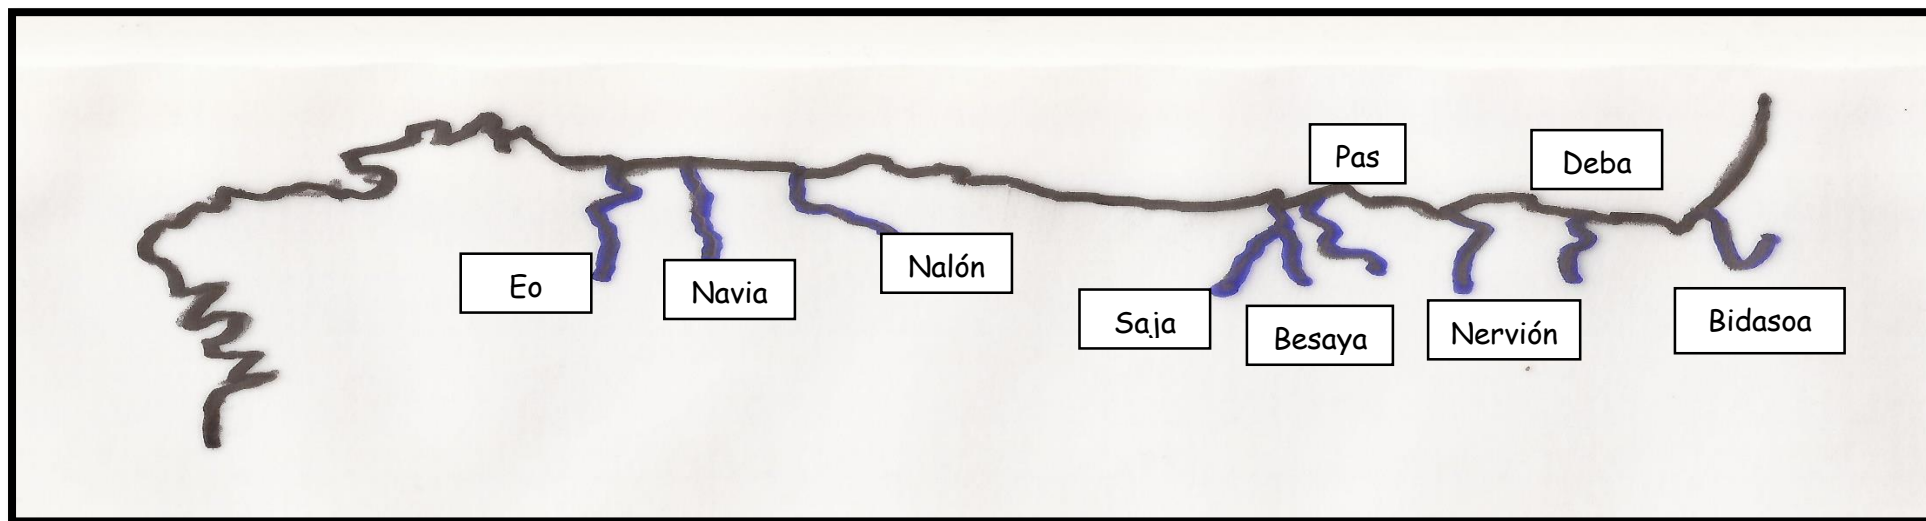 Pas
Deba
Eo
Navia
Nalón
Saja
Besaya
Nervión
Bidasoa